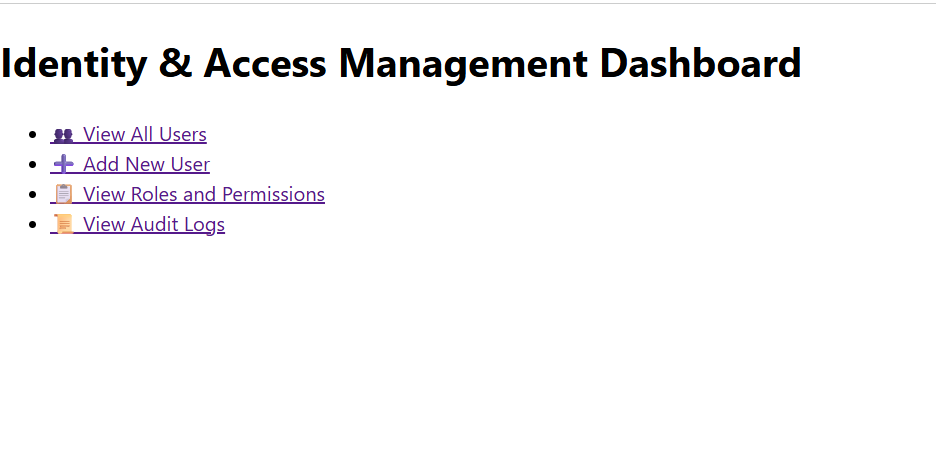 Identity & Access Management Dashboard
👥 View All Users
➕ Add New User
📋 View Roles and Permissions
📜 View Audit Logs